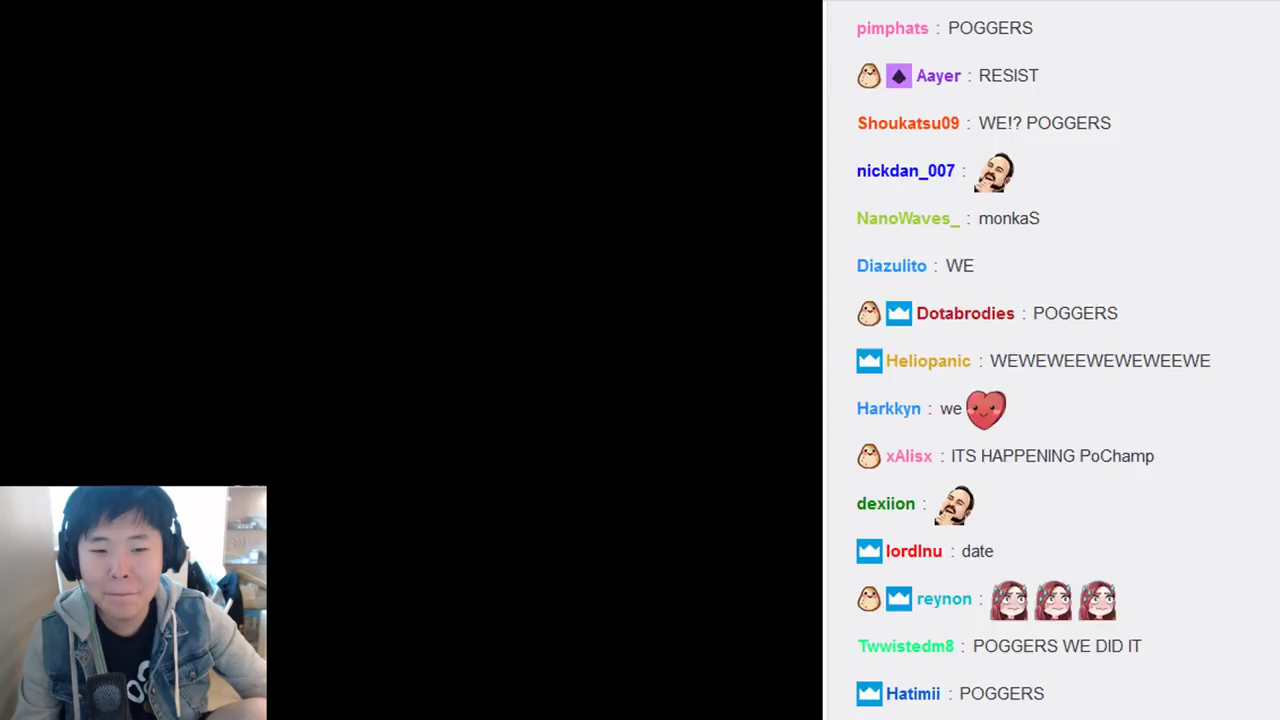 pimphats : POGGERS
Aayer : RESIST
Shoukatsu09 : WE!? POGGERS
nickdan_007 :
NanoWaves_ : monkaS
Diazulito : WE
Dotabrodies : POGGERS
Heliopanic : WEWEWEEWEWEWEEWE
Harkkyn : we
xAlisx : ITS HAPPENING PoChamp
dexiion :
lordInu : date
reynon :
Twwistedm8 : POGGERS WE DID IT
Hatimii : POGGERS